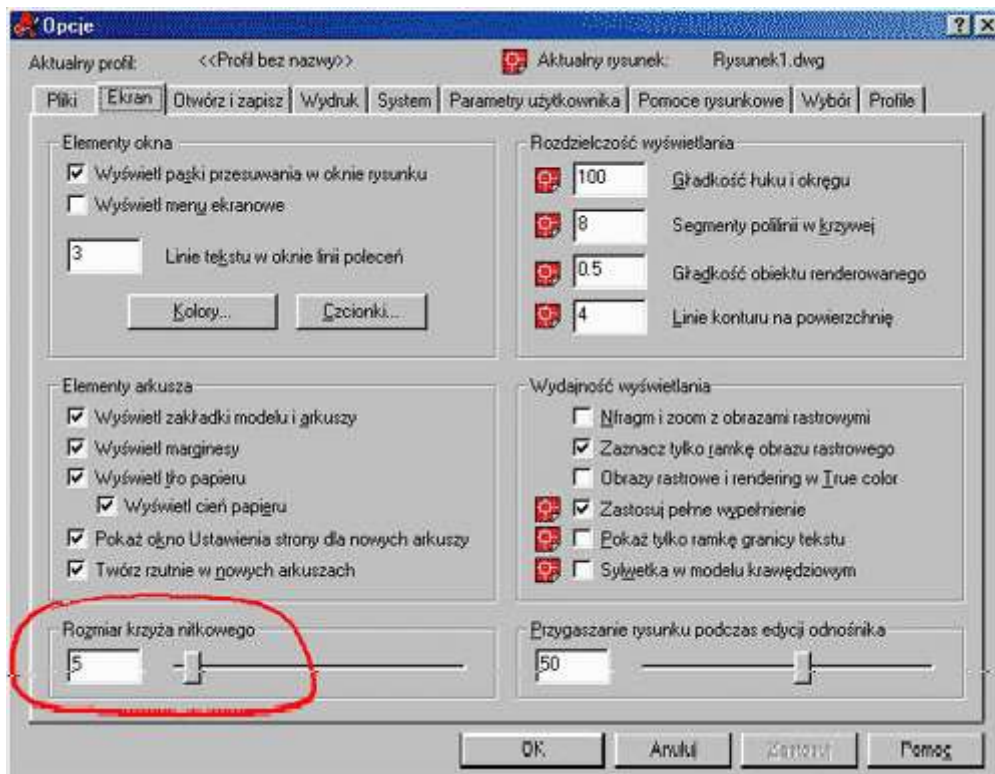 Opcje
Aktualny profil: <<Profil bez nazwy>> Aktualny rysunek: Rysunek1.dwg
Pliki Ekran Otwórz i zapisz Wydruk System Parametry użytkownika Pomoce rysunkowe Wybór Profile
Elementy okna
Wyświetl paski przesuwania w oknie rysunku
Wyświetl menu ekranowe
3 Linie tekstu w oknie linii poleceń
Kolory... Czcionki...
Rozdzielczość wyświetlania
100 Gładkość łuku i okręgu
8 Segmenty polilinii w krzywej
0.5 Gładkość obiektu renderowanego
4 Linie konturu na powierzchnię
Elementy arkusza
Wyświetl zakładki modelu i arkuszy
Wyświetl marginesy
Wyświetl tło papieru
Wyświetl cień papieru
Pokaż okno Ustawienia strony dla nowych arkuszy
Twórz rzutnie w nowych arkuszach
Wydajność wyświetlania
Nfragm i zoom z obrazami rastrowymi
Zaznacz tylko ramkę obrazu rastrowego
Obrazy rastrowe i rendering w True color
Zastosuj pełne wypełnienie
Pokaż tylko ramkę granicy tekstu
Sylwetka w modelu krawędziowym
Rozmiar krzyża nitkowego
5
Przygaszanie rysunku podczas edycji odnośnika
50
OK Anuluj Zastosuj Pomoc